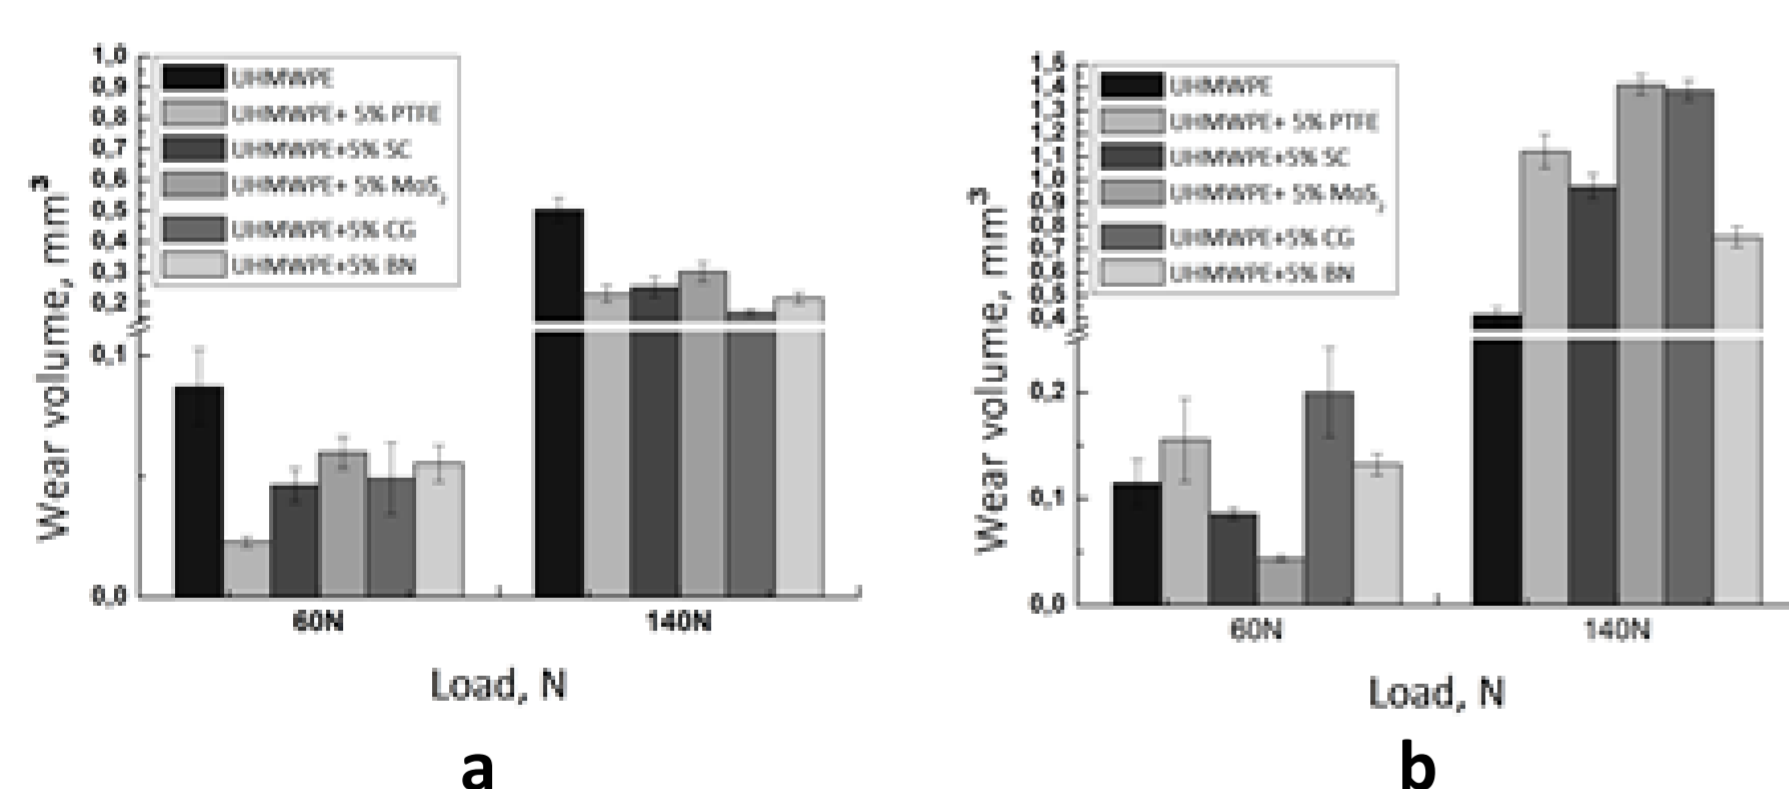 1,0
0,9
0,8
0,7
0,6
0,5
0,4
0,3
0,2
0,1
0,0
Wear volume, mm³
UHMWPE
UHMWPE+ 5% PTFE
UHMWPE+5% SC
UHMWPE+ 5% MoS₂
UHMWPE+5% CG
UHMWPE+5% BN
60N
140N
Load, N
a
1,5
1,4
1,3
1,2
1,1
1,0
0,9
0,8
0,7
0,6
0,5
0,4
0,2
0,1
0,0
Wear volume, mm³
UHMWPE
UHMWPE+ 5% PTFE
UHMWPE+5% SC
UHMWPE+ 5% MoS₂
UHMWPE+5% CG
UHMWPE+5% BN
60N
140N
Load, N
b